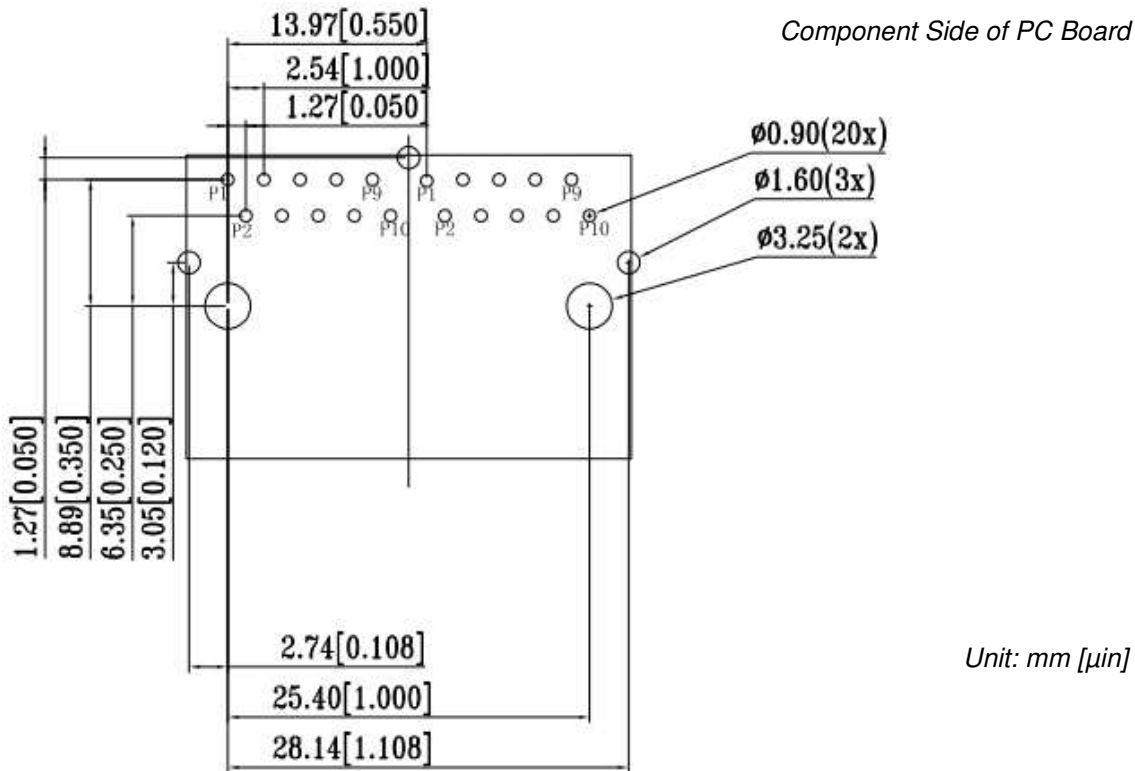 13.97[0.550]
Component Side of PC Board
2.54[1.000]
1.27[0.050]
ø0.90(20x)
P1 P9 P1 P9
ø1.60(3x)
P2 P10 P2 P10
ø3.25(2x)
1.27[0.050]
8.89[0.350]
6.35[0.250]
3.05[0.120]
2.74[0.108]
Unit: mm [µin]
25.40[1.000]
28.14[1.108]